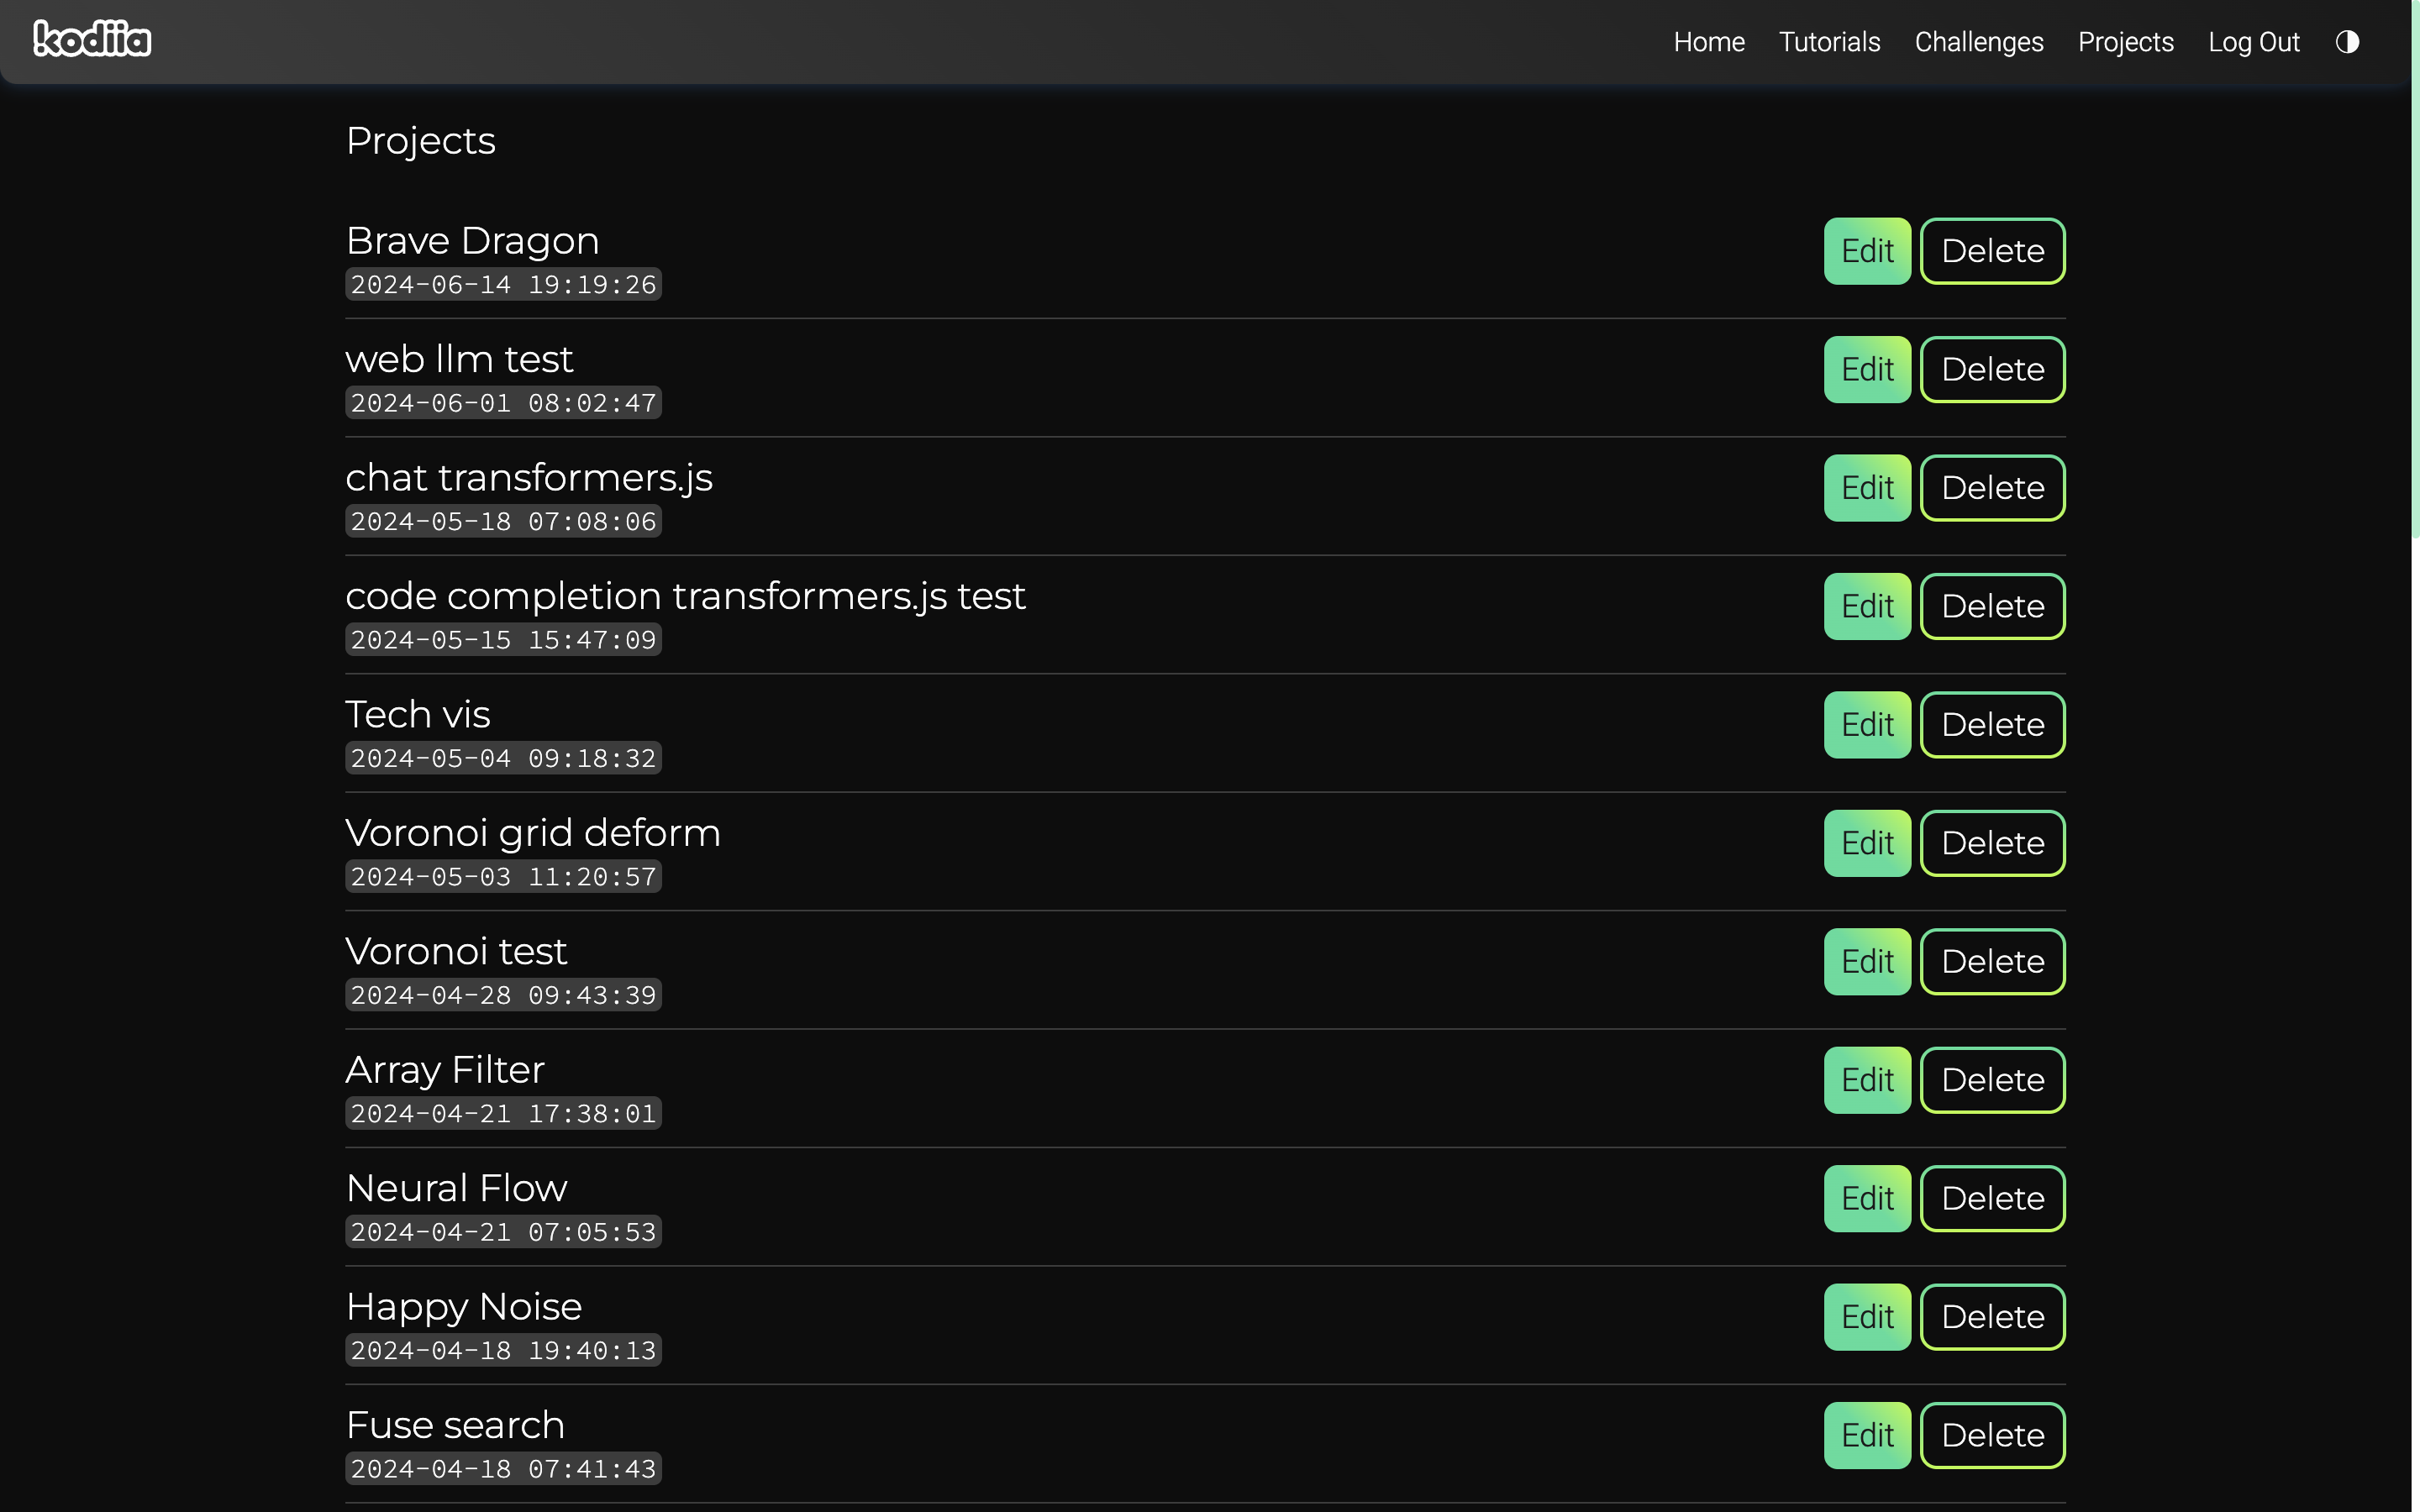 kodiia
Home Tutorials Challenges Projects Log Out
Projects
Brave Dragon
2024-06-14 19:19:26
Edit Delete
web llm test
2024-06-01 08:02:47
Edit Delete
chat transformers.js
2024-05-18 07:08:06
Edit Delete
code completion transformers.js test
2024-05-15 15:47:09
Edit Delete
Tech vis
2024-05-04 09:18:32
Edit Delete
Voronoi grid deform
2024-05-03 11:20:57
Edit Delete
Voronoi test
2024-04-28 09:43:39
Edit Delete
Array Filter
2024-04-21 17:38:01
Edit Delete
Neural Flow
2024-04-21 07:05:53
Edit Delete
Happy Noise
2024-04-18 19:40:13
Edit Delete
Fuse search
2024-04-18 07:41:43
Edit Delete